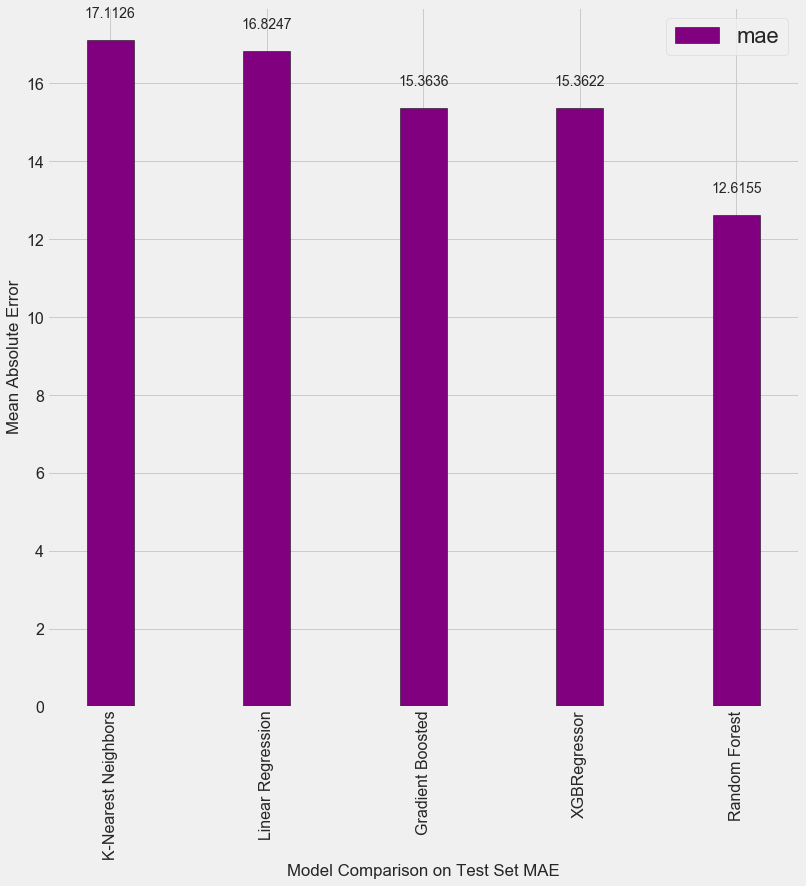 17.1126
16.8247
15.3636
15.3622
12.6155
mae
16
14
12
10
8
6
4
2
0
Mean Absolute Error
K-Nearest Neighbors
Linear Regression
Gradient Boosted
XGBRegressor
Random Forest
Model Comparison on Test Set MAE